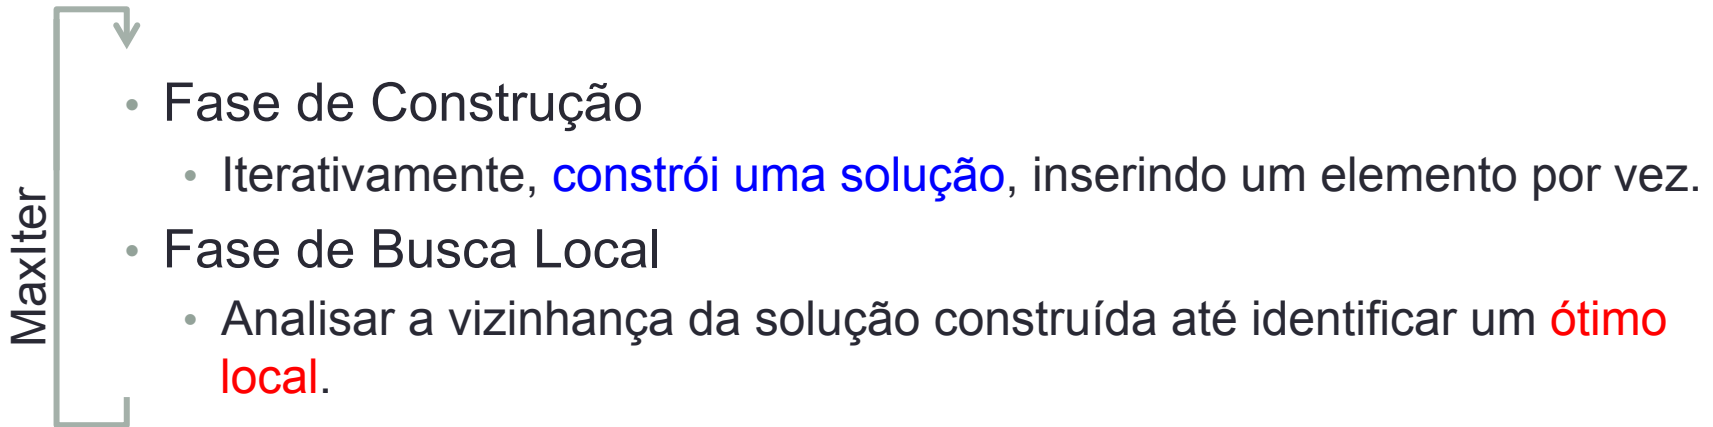 MaxIter
• Fase de Construção
• Iterativamente, constrói uma solução, inserindo um elemento por vez.
• Fase de Busca Local
• Analisar a vizinhança da solução construída até identificar um ótimo
local.